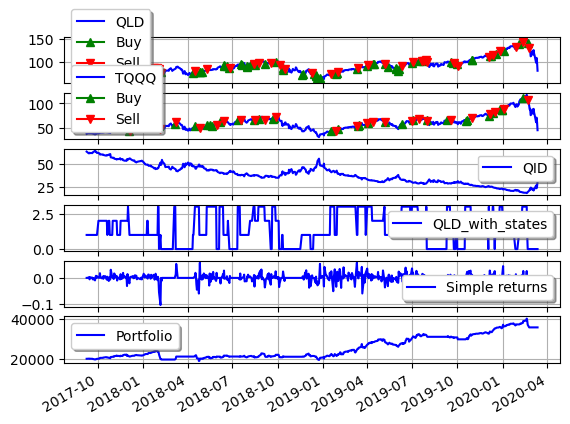 QLD
Buy
Sell
150
100
TQQQ
Buy
Sell
100
50
QID
50
25
QLD_with_states
2.5
0.0
Simple returns
0.0
−0.1
Portfolio
40000
20000
2017-10
2018-01
2018-04
2018-07
2018-10
2019-01
2019-04
2019-07
2019-10
2020-01
2020-04